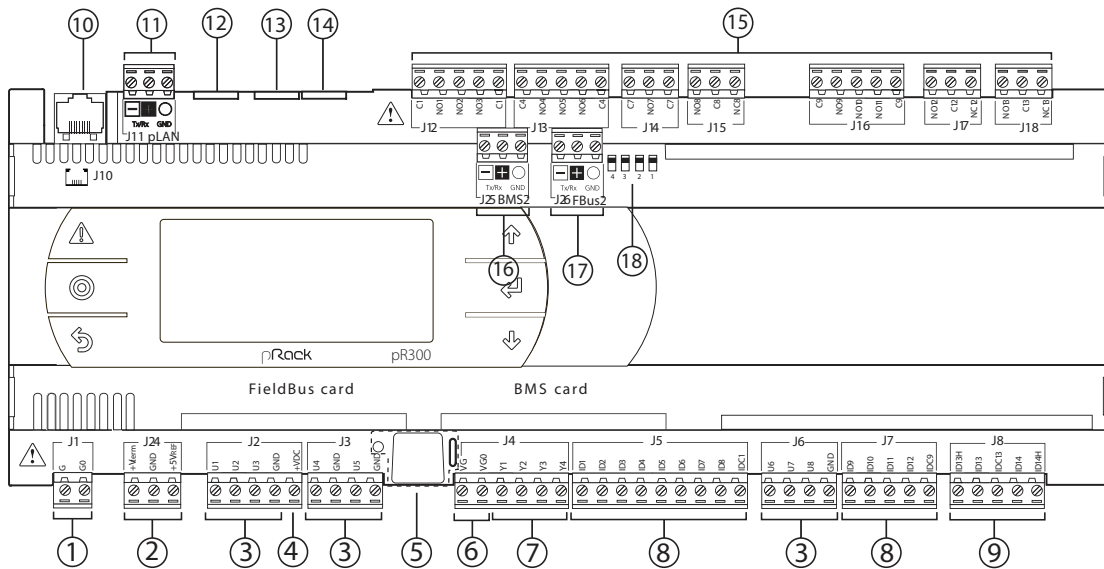 10 11 12 13 14 15
C1 NO1 NO2 NO3 C1
C4 NO4 NO5 NO6 C4
C7 NO7 C7
NO8 C8 NC8
C9 NO9 NO10 NO11 C9
NO12 C12 NC12
NO13 C13 NC13
J12 J13 J14 J15 J16 J17 J18
Tx/Rx GND
J11 pLAN
J10
Tx/Rx GND
J25 BMS2
Tx/Rx GND
J26 FBus2
4 3 2 1
16 17 18
pRack pR300
FieldBus card BMS card
J1 J24 J2 J3 J4 J5 J6 J7 J8
G G0
+Vterm GND +5VREF
U1 U2 U3 GND +VDC
U4 GND U5 GND
VG VG0 Y1 Y2 Y3 Y4
ID1 ID2 ID3 ID4 ID5 ID6 ID7 ID8 IDC1
U6 U7 U8 GND
ID9 ID10 ID11 ID12 IDC9
ID13H ID13 IDC13 ID14 ID14H
1 2 3 4 3 5 6 7 8 3 8 9